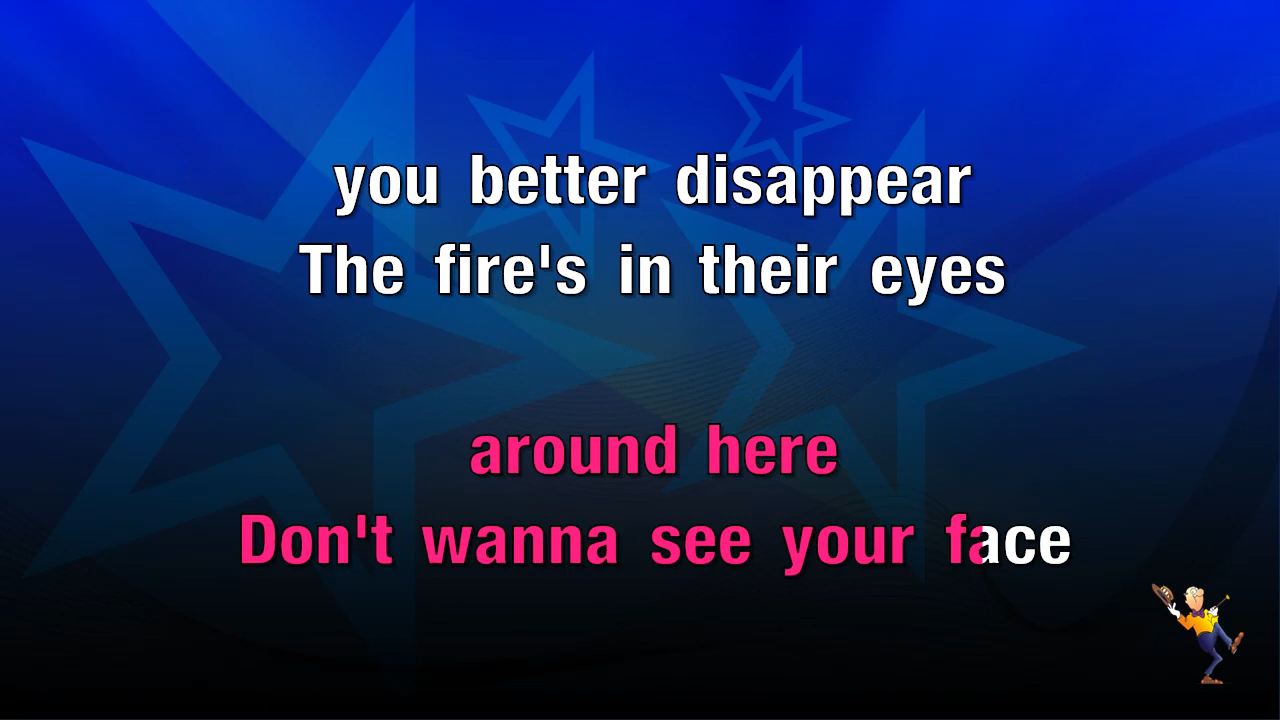 you better disappear
The fire's in their eyes
around here
Don't wanna see your face